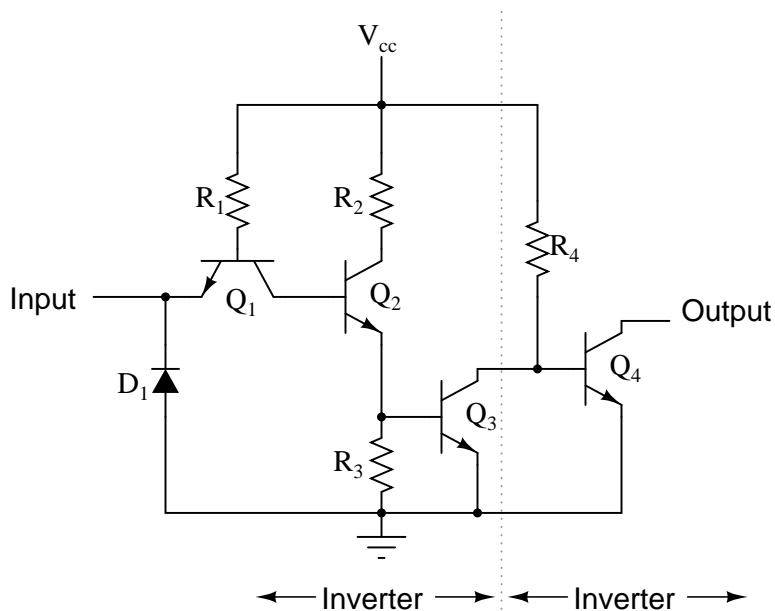 Vcc
R1
R2
R4
Input
Q1
Q2
Output
D1
Q4
Q3
R3
Inverter
Inverter